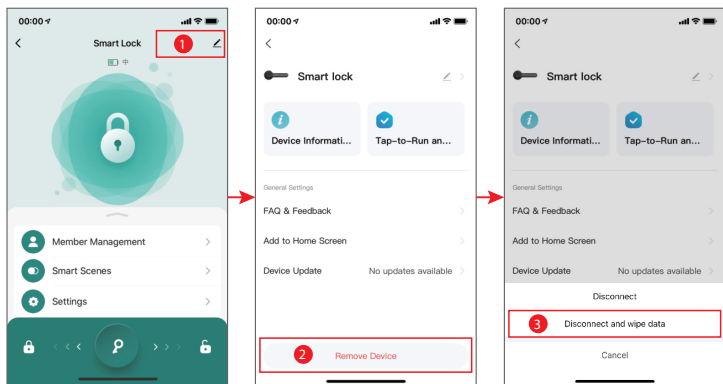 00:00
Smart Lock
1
中
Member Management
Smart Scenes
Settings
00:00
Smart lock
Device Informati...
Tap-to-Run an...
General Settings
FAQ & Feedback
Add to Home Screen
Device Update No updates available
2 Remove Device
00:00
Smart lock
Device Informati...
Tap-to-Run an...
General Settings
FAQ & Feedback
Add to Home Screen
Device Update No updates available
Disconnect
3 Disconnect and wipe data
Cancel